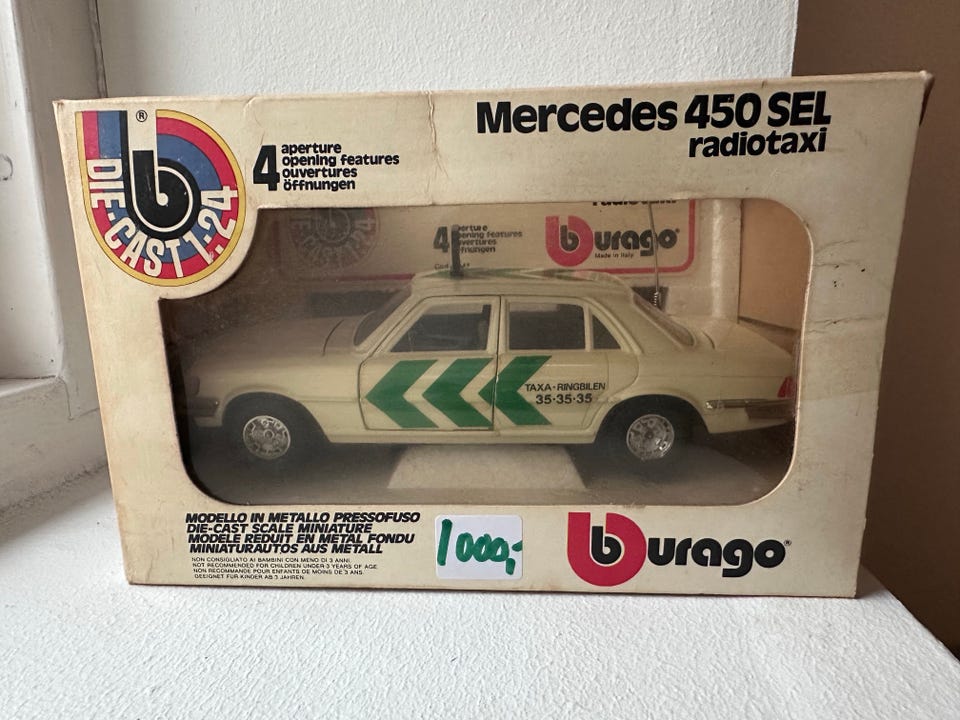 Mercedes 450 SEL
radiotaxi
®
b
DIE-CAST 1:24
4 aperture
opening features
ouvertures
öffnungen
4
burago
Made in Italy
TAXA-RINGBILEN
35·35·35
MODELLO IN METALLO PRESSOFUSO
DIE-CAST SCALE MINIATURE
MODELE REDUIT EN METAL FONDU
MINIATURAUTOS AUS METALL
NON CONSIGLIATO AI BAMBINI CON MENO DI 3 ANNI.
NOT RECOMMENDED FOR CHILDREN UNDER 3 YEARS OF AGE.
NON RECOMMANDE POUR ENFANTS DE MOINS DE 3 ANS.
GEEIGNET FUR KINDER AB 3 JAHREN.
1000,-
burago®